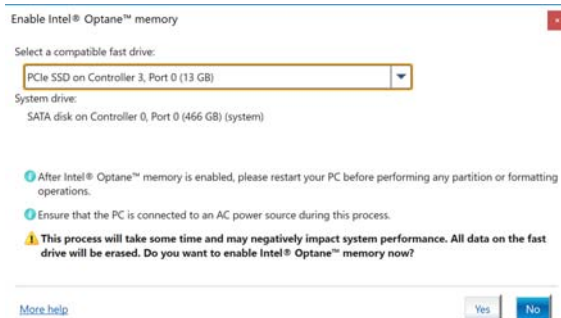 Enable Intel® Optane™ memory
Select a compatible fast drive:
PCIe SSD on Controller 3, Port 0 (13 GB)
System drive:
SATA disk on Controller 0, Port 0 (466 GB) (system)
After Intel® Optane™ memory is enabled, please restart your PC before performing any partition or formatting
operations.
Ensure that the PC is connected to an AC power source during this process.
This process will take some time and may negatively impact system performance. All data on the fast
drive will be erased. Do you want to enable Intel® Optane™ memory now?
More help
Yes
No